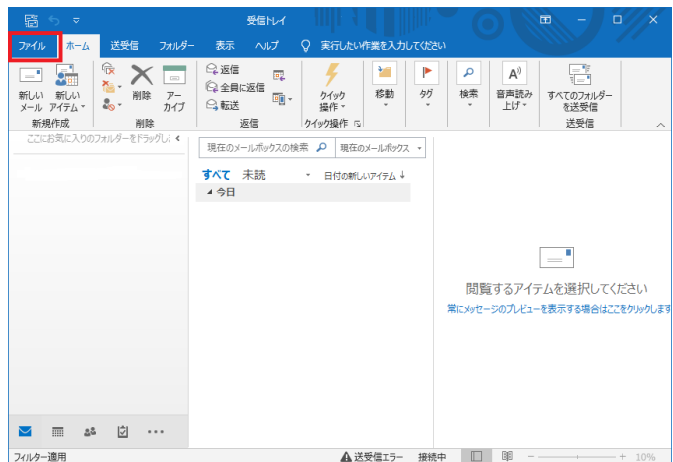 受信トレイ
ファイル ホーム 送受信 フォルダー 表示 ヘルプ 実行したい作業を入力してください
新しい メール
新しい アイテム
削除
アー カイブ
返信
全員に返信
転送
クイック 操作
移動
タグ
検索
音声読み 上げ
すべてのフォルダー を送受信
新規作成 削除 返信 クイック操作 送受信
ここにお気に入りのフォルダーをドラッグし
現在のメールボックスの検索 現在のメールボックス
すべて 未読 日付の新しいアイテム↓
今日
閲覧するアイテムを選択してください
常にメッセージのプレビューを表示する場合はここをクリックします
フィルター適用 送受信エラー 接続中 10%